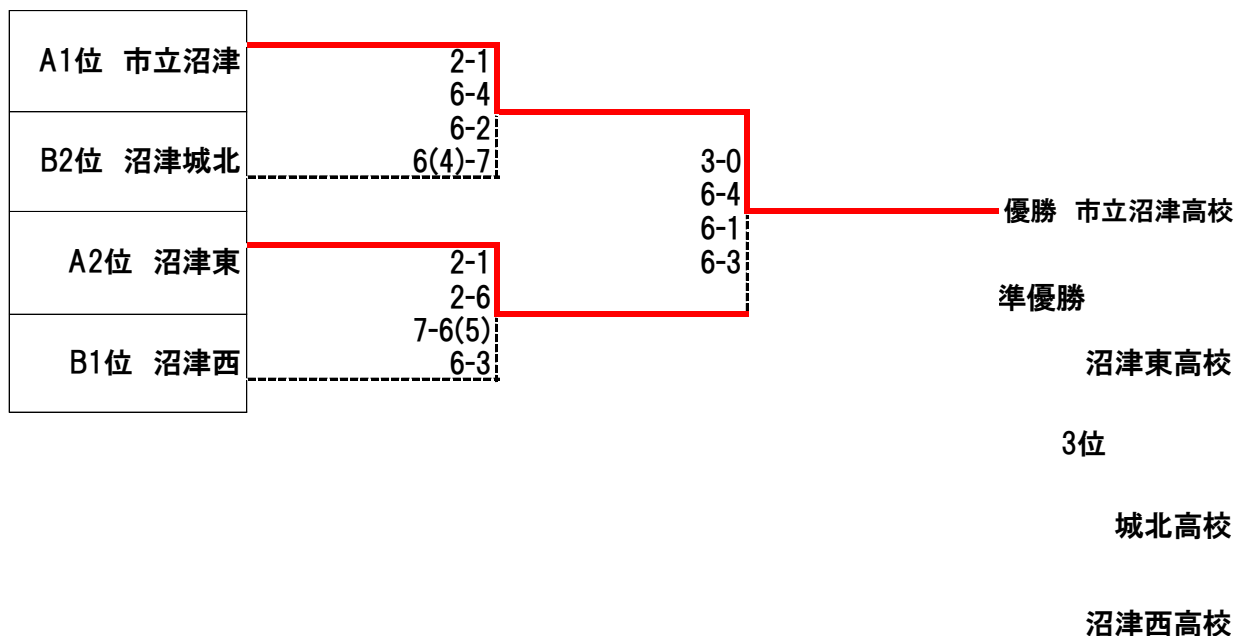 A1位 市立沼津
2-1
6-4
6-2
B2位 沼津城北
6(4)-7
3-0
6-4
6-1
6-3
優勝 市立沼津高校
A2位 沼津東
2-1
2-6
7-6(5)
B1位 沼津西
6-3
準優勝
沼津東高校
3位
城北高校
沼津西高校